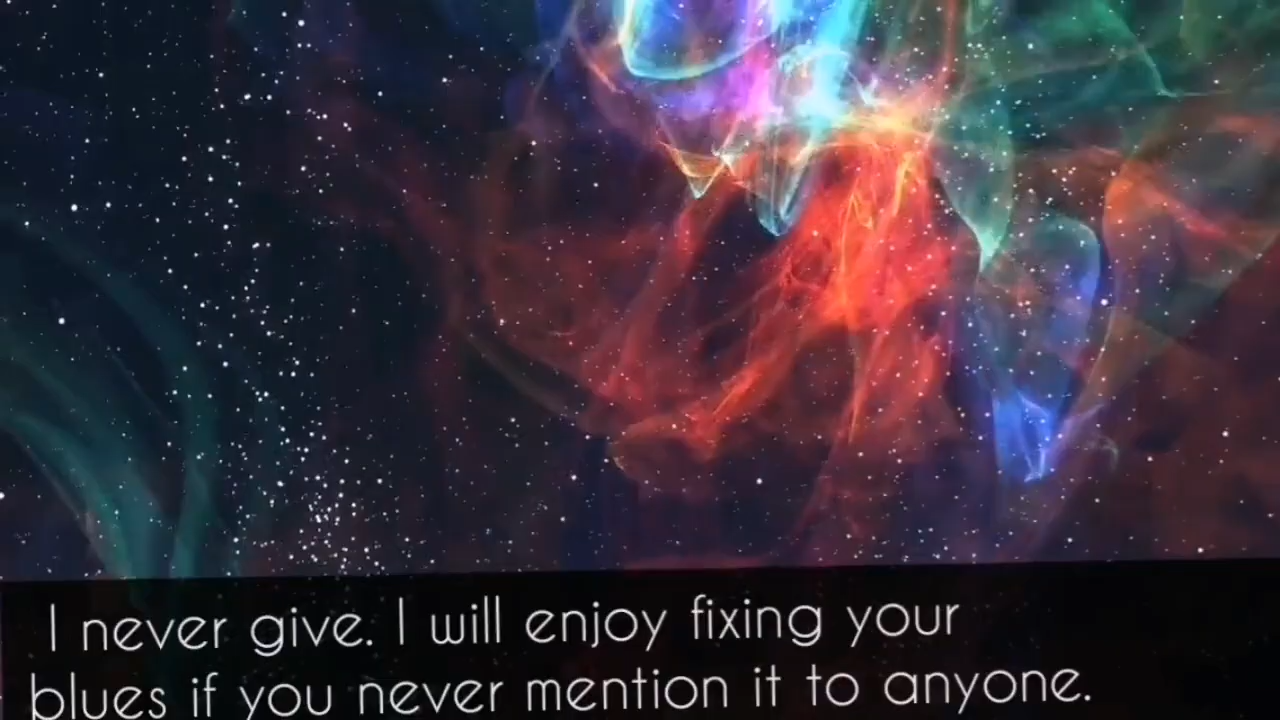 I never give. I will enjoy fixing your
blues if you never mention it to anyone.